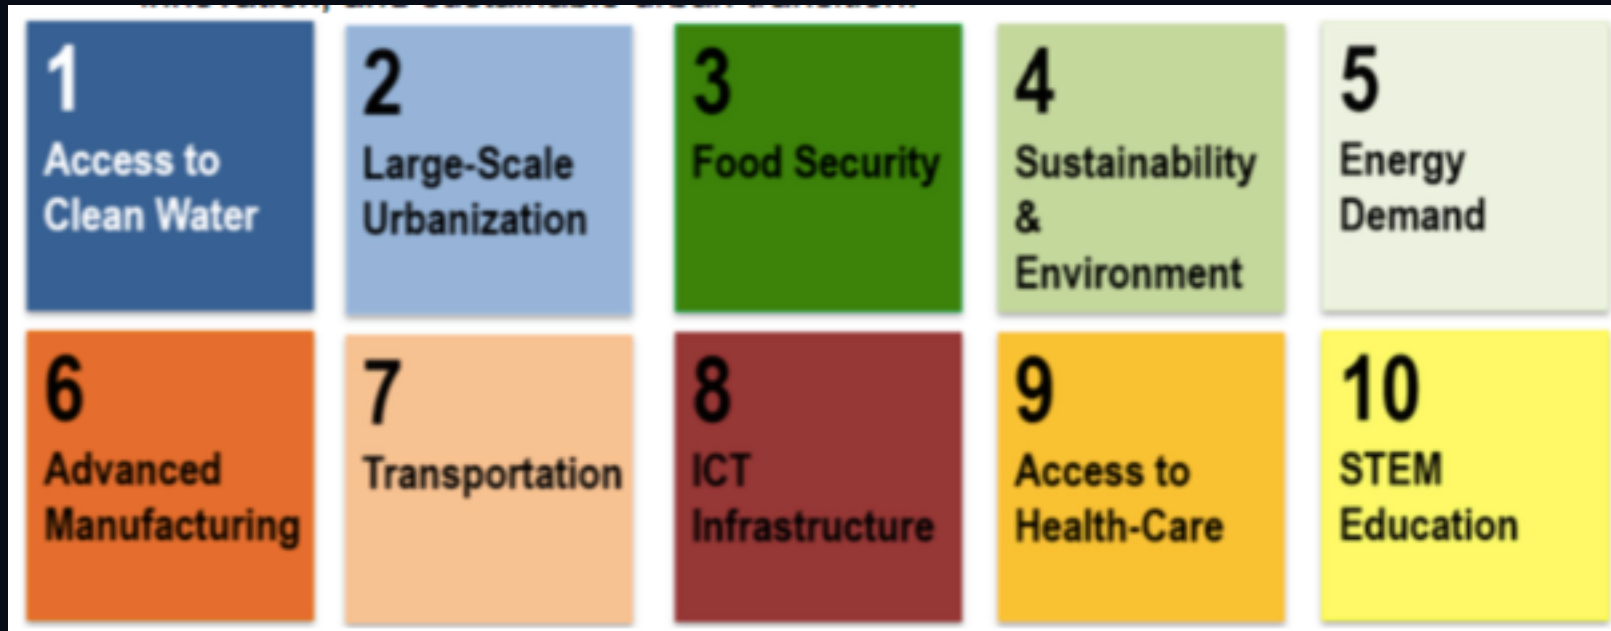 1
Access to
Clean Water
2
Large-Scale
Urbanization
3
Food Security
4
Sustainability
&
Environment
5
Energy
Demand
6
Advanced
Manufacturing
7
Transportation
8
ICT
Infrastructure
9
Access to
Health-Care
10
STEM
Education